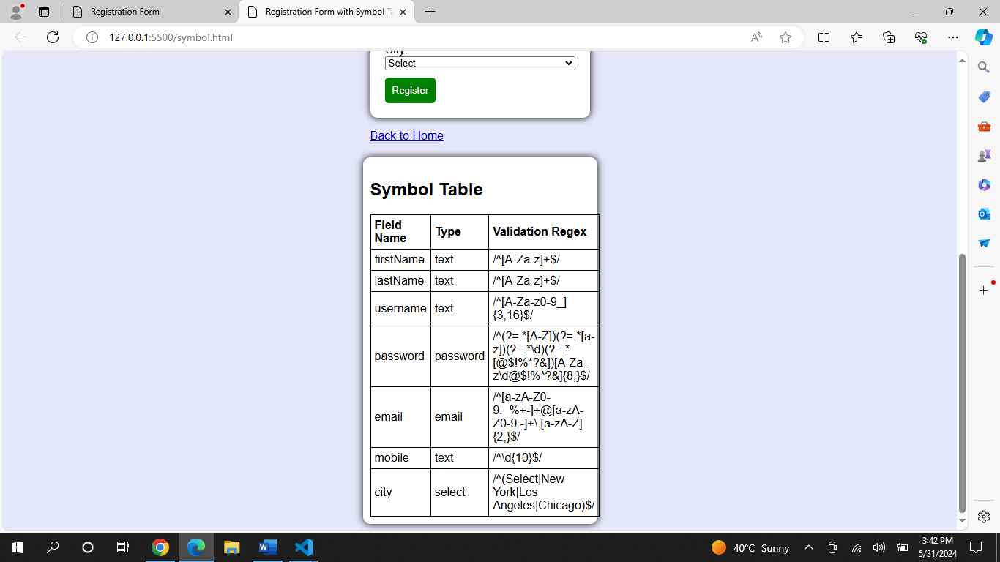 Registration Form
Registration Form with Symbol Ta
127.0.0.1:5500/symbol.html
City:
Select
Register
Back to Home
Symbol Table
Field Name Type Validation Regex
firstName text /^[A-Za-z]+$/
lastName text /^[A-Za-z]+$/
username text /^[A-Za-z0-9_]
{3,16}$/
password password /^(?=.*[A-Z])(?=.*[a-
z])(?=.*\d)(?=.*
[@$!%*?&])[A-Za-
z\d@$!%*?&]{8,}$/
email email /^[a-zA-Z0-
9._%+-]+@[a-zA-
Z0-9.-]+\.[a-zA-Z]
{2,}$/
mobile text /^\d{10}$/
city select /^(Select|New
York|Los
Angeles|Chicago)$/
40°C Sunny
3:42 PM
5/31/2024